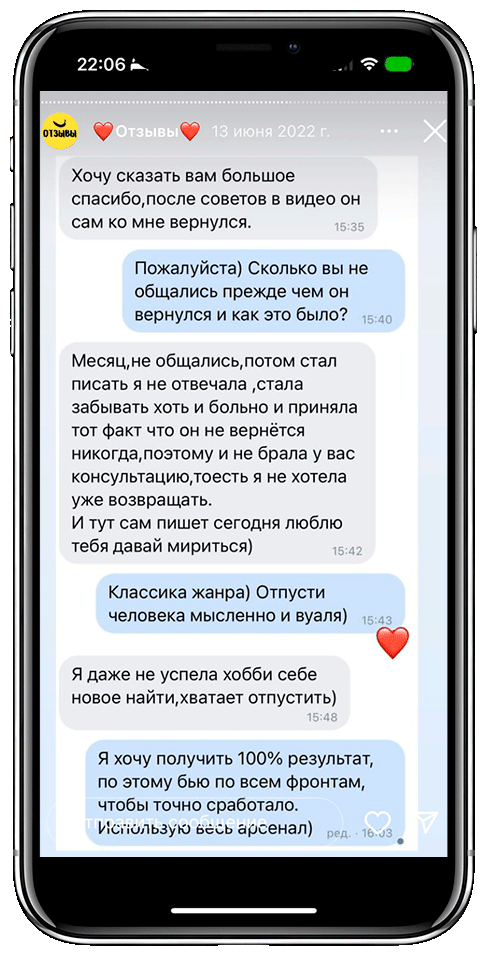 22:06
ОТЗЫВЫ
❤️Отзывы❤️ 13 июня 2022 г.
Хочу сказать вам большое
спасибо,после советов в видео он
сам ко мне вернулся.
15:35
Пожалуйста) Сколько вы не
общались прежде чем он
вернулся и как это было?
15:40
Месяц,не общались,потом стал
писать я не отвечала ,стала
забывать хоть и больно и приняла
тот факт что он не вернётся
никогда,поэтому и не брала у вас
консультацию,тоесть я не хотела
уже возвращать.
И тут сам пишет сегодня люблю
тебя давай мириться)
15:42
Классика жанра) Отпусти
человека мысленно и вуаля)
15:43
Я даже не успела хобби себе
новое найти,хватает отпустить)
15:48
Я хочу получить 100% результат,
по этому бью по всем фронтам,
чтобы точно сработало.
Использую весь арсенал)
ред. · 16:03
сообщение